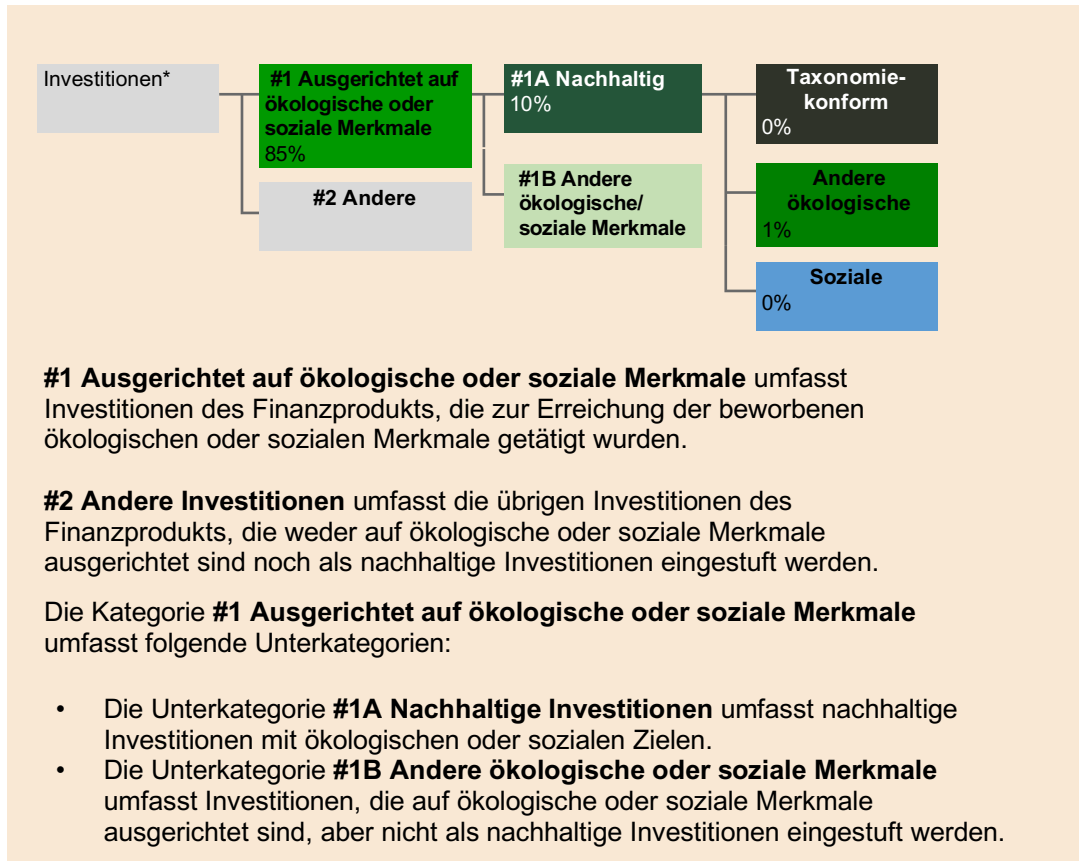 Investitionen*
#1 Ausgerichtet auf
ökologische oder
soziale Merkmale
85%
#2 Andere
#1A Nachhaltig
10%
#1B Andere
ökologische/
soziale Merkmale
Taxonomie-
konform
0%
Andere
ökologische
1%
Soziale
0%
#1 Ausgerichtet auf ökologische oder soziale Merkmale umfasst
Investitionen des Finanzprodukts, die zur Erreichung der beworbenen
ökologischen oder sozialen Merkmale getätigt wurden.
#2 Andere Investitionen umfasst die übrigen Investitionen des
Finanzprodukts, die weder auf ökologische oder soziale Merkmale
ausgerichtet sind noch als nachhaltige Investitionen eingestuft werden.
Die Kategorie #1 Ausgerichtet auf ökologische oder soziale Merkmale
umfasst folgende Unterkategorien:
• Die Unterkategorie #1A Nachhaltige Investitionen umfasst nachhaltige
Investitionen mit ökologischen oder sozialen Zielen.
• Die Unterkategorie #1B Andere ökologische oder soziale Merkmale
umfasst Investitionen, die auf ökologische oder soziale Merkmale
ausgerichtet sind, aber nicht als nachhaltige Investitionen eingestuft werden.